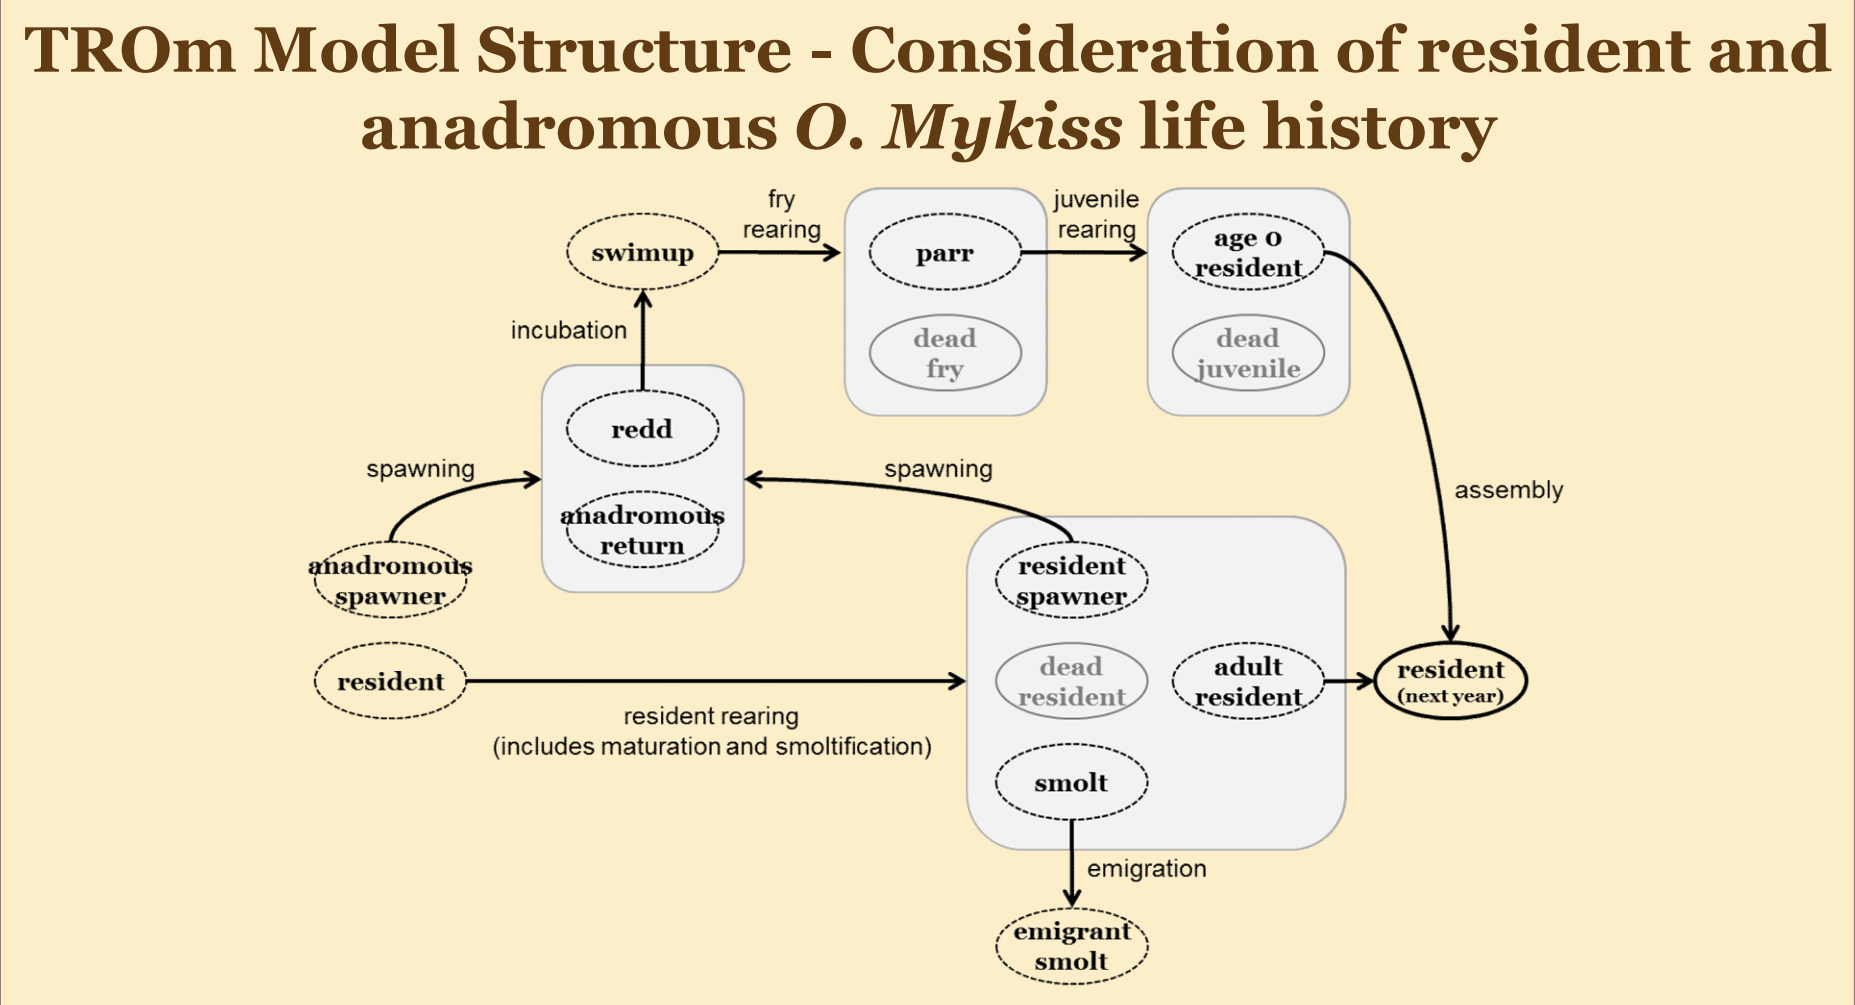 TROm Model Structure - Consideration of resident and
anadromous O. Mykiss life history
fry
rearing
juvenile
rearing
swimup
parr
age 0
resident
incubation
dead
fry
dead
juvenile
redd
spawning
spawning
assembly
anadromous
return
anadromous
spawner
resident
spawner
resident
dead
resident
adult
resident
resident
(next year)
resident rearing
(includes maturation and smoltification)
smolt
emigration
emigrant
smolt